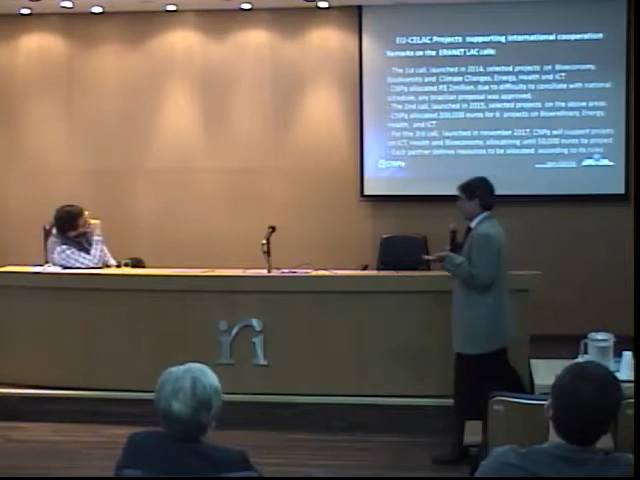 EU-CELAC Projects supporting international cooperation
Remarks on the ERANET LAC calls:
The 1st call, launched in 2014, selected projects on Bioeconomy,
Biodiversity and Climate Changes, Energy, Health and ICT
- CNPq allocated R$ 2million, due to difficulty to conciliate with national
schedule, any brazilian proposal was approved.
- The 2nd call, launched in 2015, selected projects on the above areas
- CNPq allocated 200,000 euros for 6 projects on Biorefinery, Energy,
Health, and ICT
- For the 3rd call, launched in november 2017, CNPq will support projects
on ICT, Health and Bioeconomy, allocating until 50,000 euros by project
- Each partner defines resources to be allocated according to its rules
CNPq